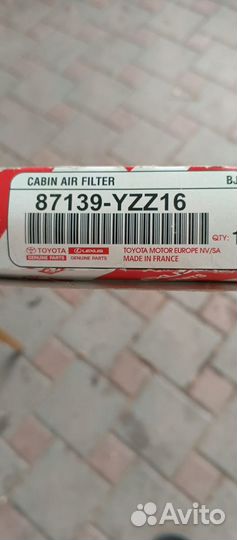 CABIN AIR FILTER
87139-YZZ16
QTY:
TOYOTA LEXUS TOYOTA MOTOR EUROPE NV/SA
GENUINE PARTS GENUINE PARTS MADE IN FRANCE
Avito